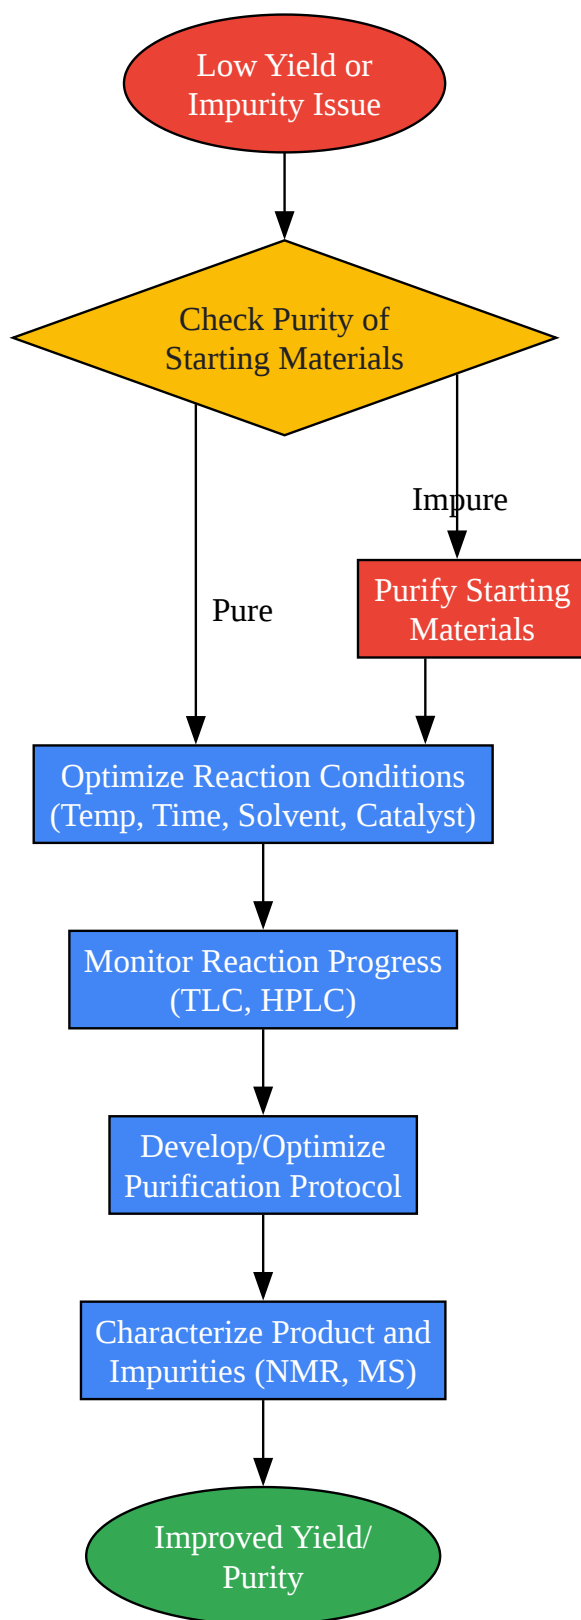 Low Yield or
Impurity Issue
Check Purity of
Starting Materials
Impure
Purify Starting
Materials
Pure
Optimize Reaction Conditions
(Temp, Time, Solvent, Catalyst)
Monitor Reaction Progress
(TLC, HPLC)
Develop/Optimize
Purification Protocol
Characterize Product and
Impurities (NMR, MS)
Improved Yield/
Purity